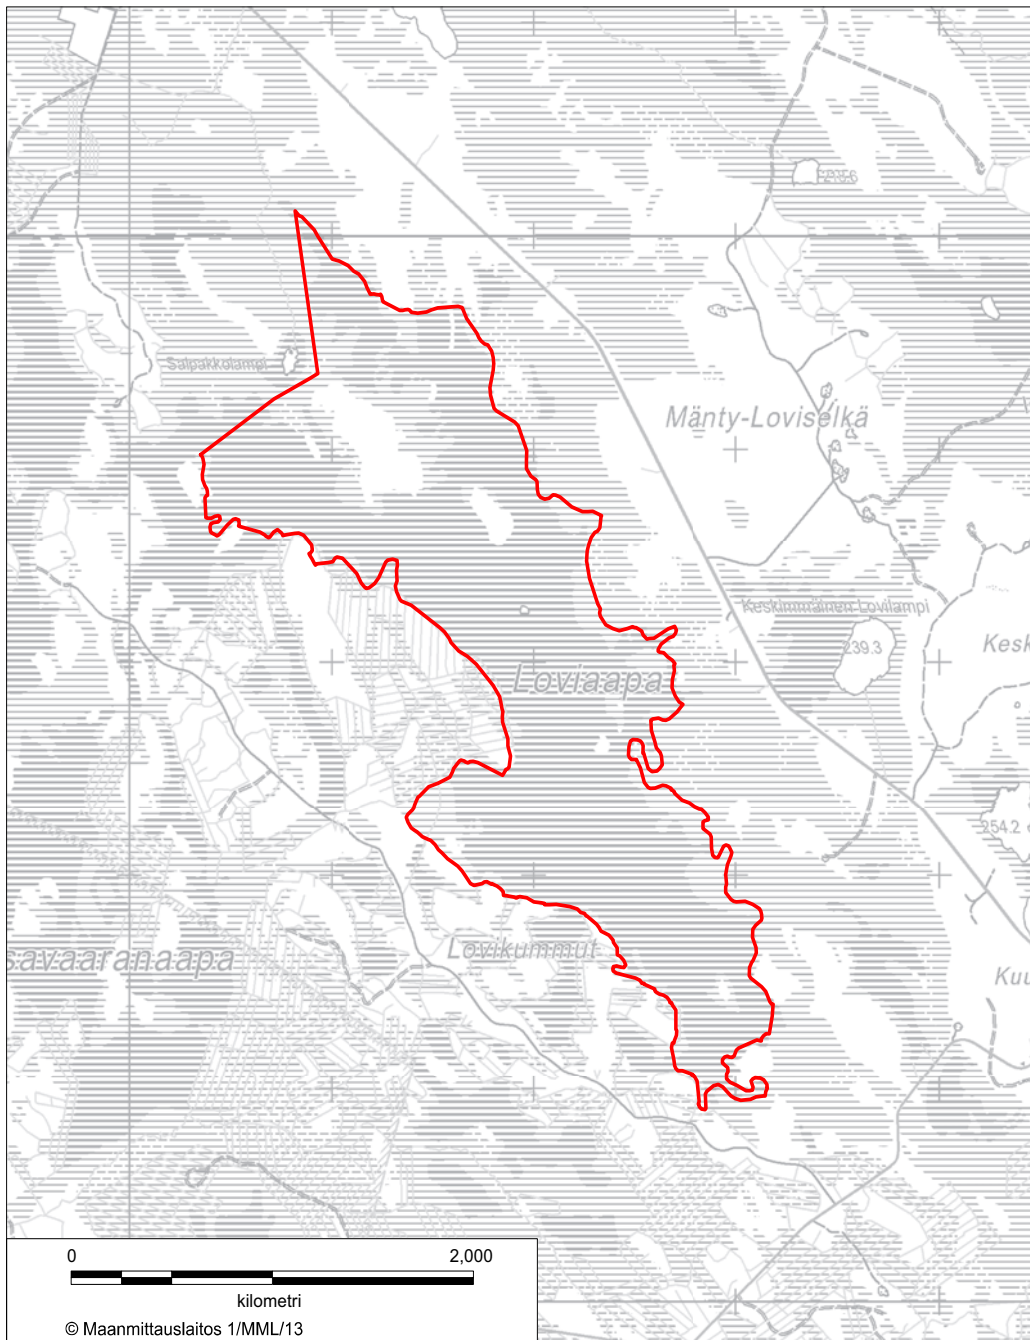 Salpakkolampi
Mänty-Loviselkä
Keskimmäinen Lovilampi
239.3
Loviaapa
254.2
Lovikummut
savaaranaapa
Kuu
0 2,000
kilometri
© Maanmittauslaitos 1/MML/13